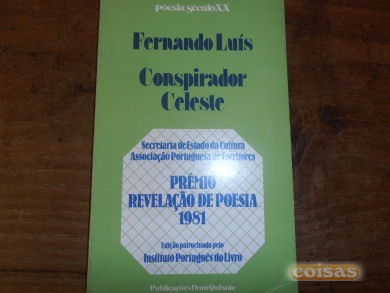 poesia século XX
Fernando Luís
Conspirador
Celeste
Secretaria de Estado da Cultura
Associação Portuguesa de Escritores
PRÉMIO
REVELAÇÃO DE POESIA
1981
Edição patrocinada pelo
Instituto Português do Livro
Publicações Dom Quixote
coisas